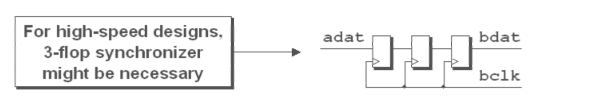 For high-speed designs,
3-flop synchronizer
might be necessary
adat
bdat
bclk